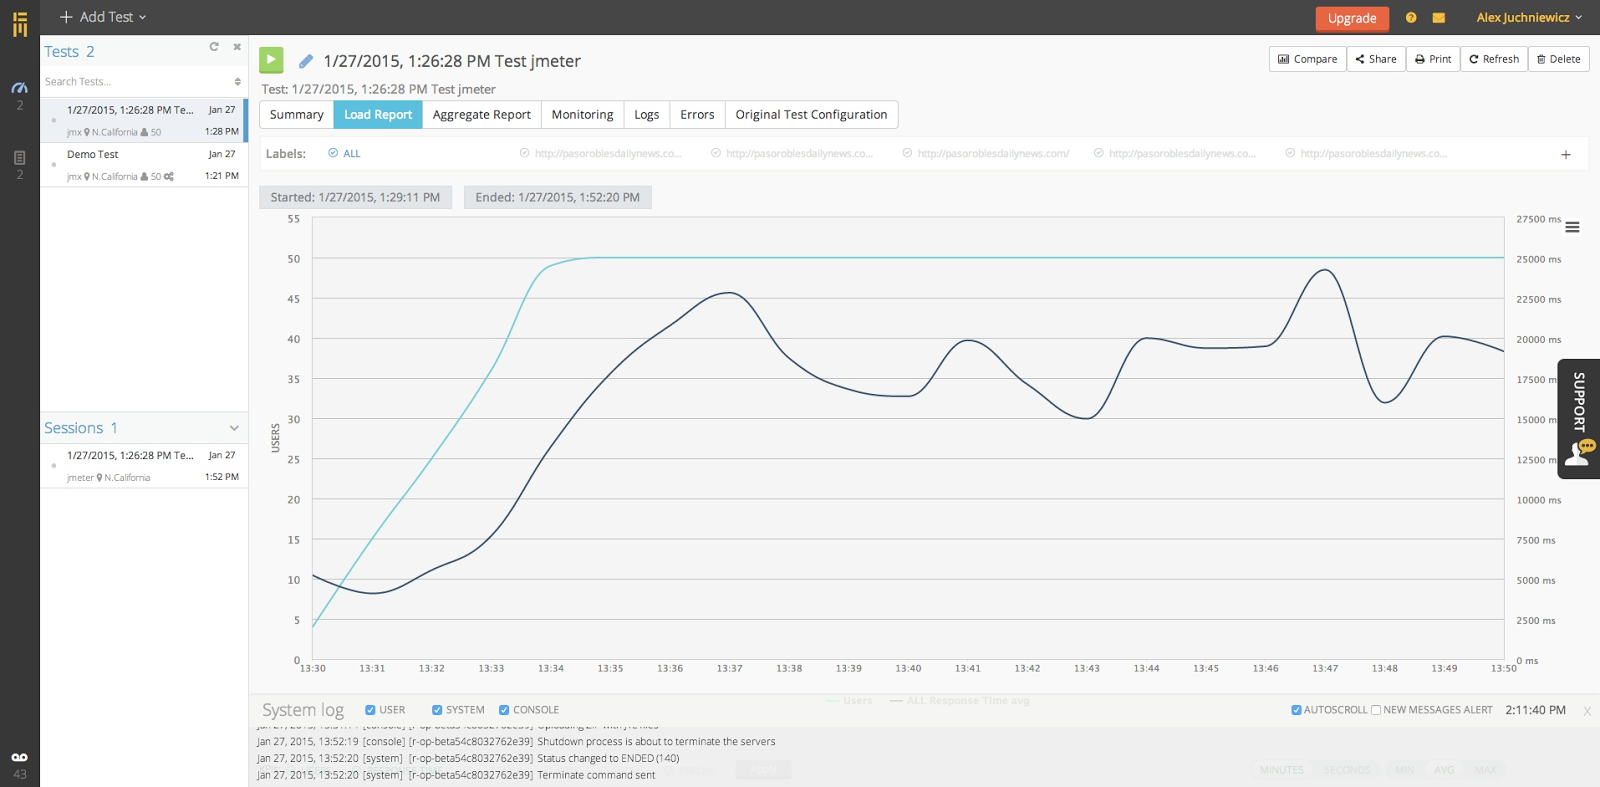 Add Test
Upgrade
Alex Juchniewicz
Tests 2
Search Tests...
1/27/2015, 1:26:28 PM Te... Jan 27
jmx N.California 50 1:28 PM
Demo Test Jan 27
jmx N.California 50 1:21 PM
2
2
Sessions 1
1/27/2015, 1:26:28 PM Te... Jan 27
jmeter N.California 1:52 PM
43
1/27/2015, 1:26:28 PM Test jmeter
Compare Share Print Refresh Delete
Test: 1/27/2015, 1:26:28 PM Test jmeter
Summary Load Report Aggregate Report Monitoring Logs Errors Original Test Configuration
Labels: ALL http://pasoroblesdailynews.co... http://pasoroblesdailynews.co... http://pasoroblesdailynews.com/ http://pasoroblesdailynews.co... http://pasoroblesdailynews.co... +
Started: 1/27/2015, 1:29:11 PM Ended: 1/27/2015, 1:52:20 PM
55 27500 ms
50 25000 ms
45 22500 ms
40 20000 ms
35 17500 ms
30 15000 ms
25 12500 m
20 10000 ms
15 7500 ms
10 5000 ms
5 2500 ms
0 0 ms
USERS
SUPPORT
13:30 13:31 13:32 13:33 13:34 13:35 13:36 13:37 13:38 13:39 13:40 13:41 13:42 13:43 13:44 13:45 13:46 13:47 13:48 13:49 13:50
Users ALL Response Time avg
System log USER SYSTEM CONSOLE AUTOSCROLL NEW MESSAGES ALERT 2:11:40 PM X
Jan 27, 2015, 13:52:19 [console] [r-op-beta54c8032762e39] Shutdown process is about to terminate the servers
Jan 27, 2015, 13:52:20 [system] [r-op-beta54c8032762e39] Status changed to ENDED (140)
Jan 27, 2015, 13:52:20 [system] [r-op-beta54c8032762e39] Terminate command sent
MINUTES SECONDS MIN AVG MAX